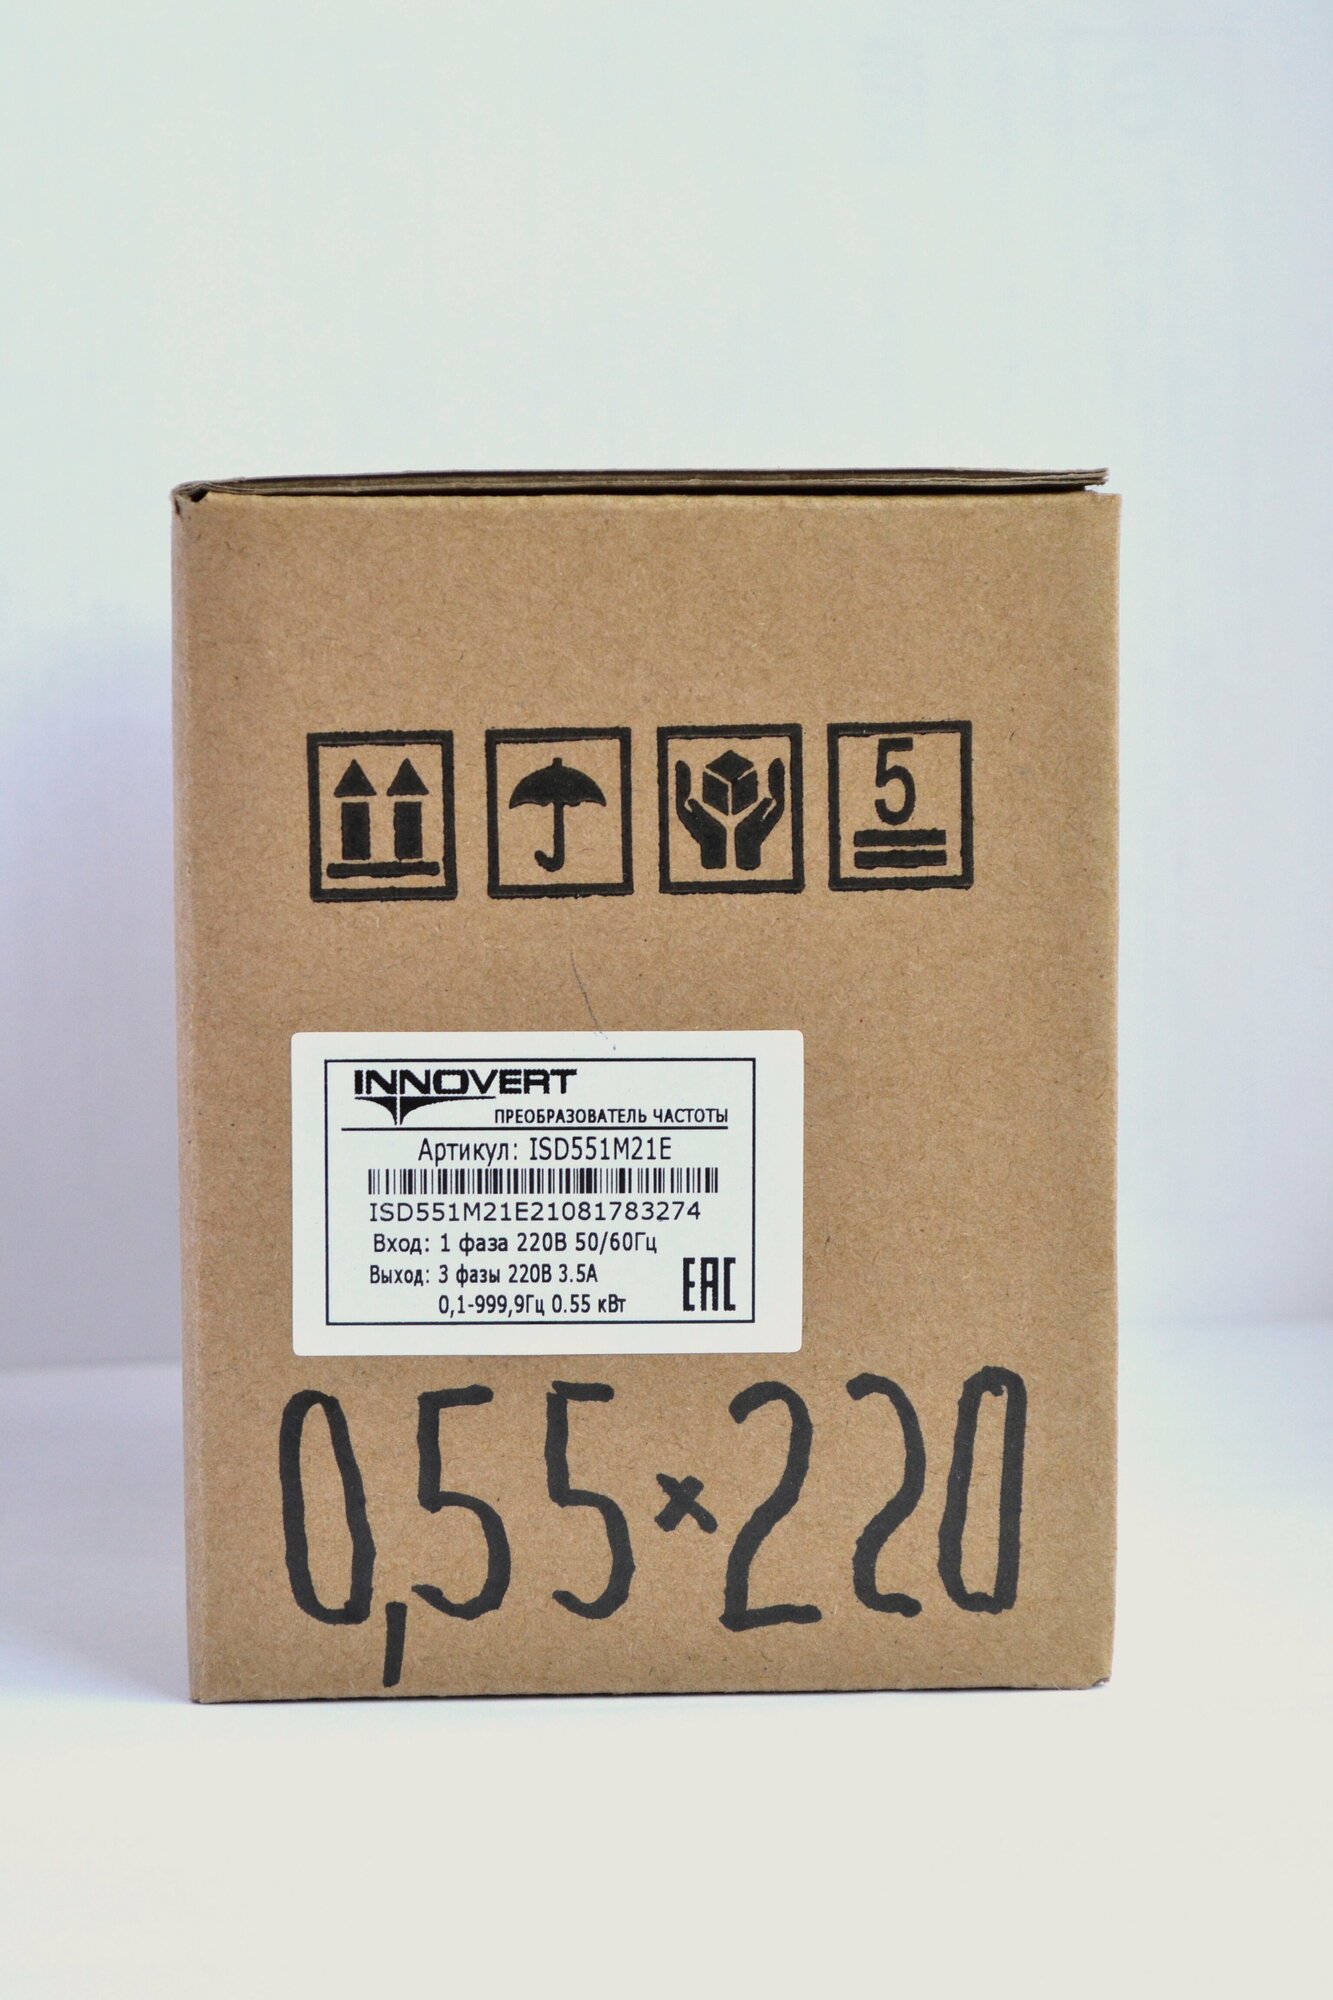 5
INNOVERT
ПРЕОБРАЗОВАТЕЛЬ ЧАСТОТЫ
Артикул: ISD551M21E
ISD551M21E21081783274
Вход: 1 фаза 220В 50/60Гц
Выход: 3 фазы 220В 3.5А
0,1-999,9Гц 0.55 кВт
EAC
0,55×220